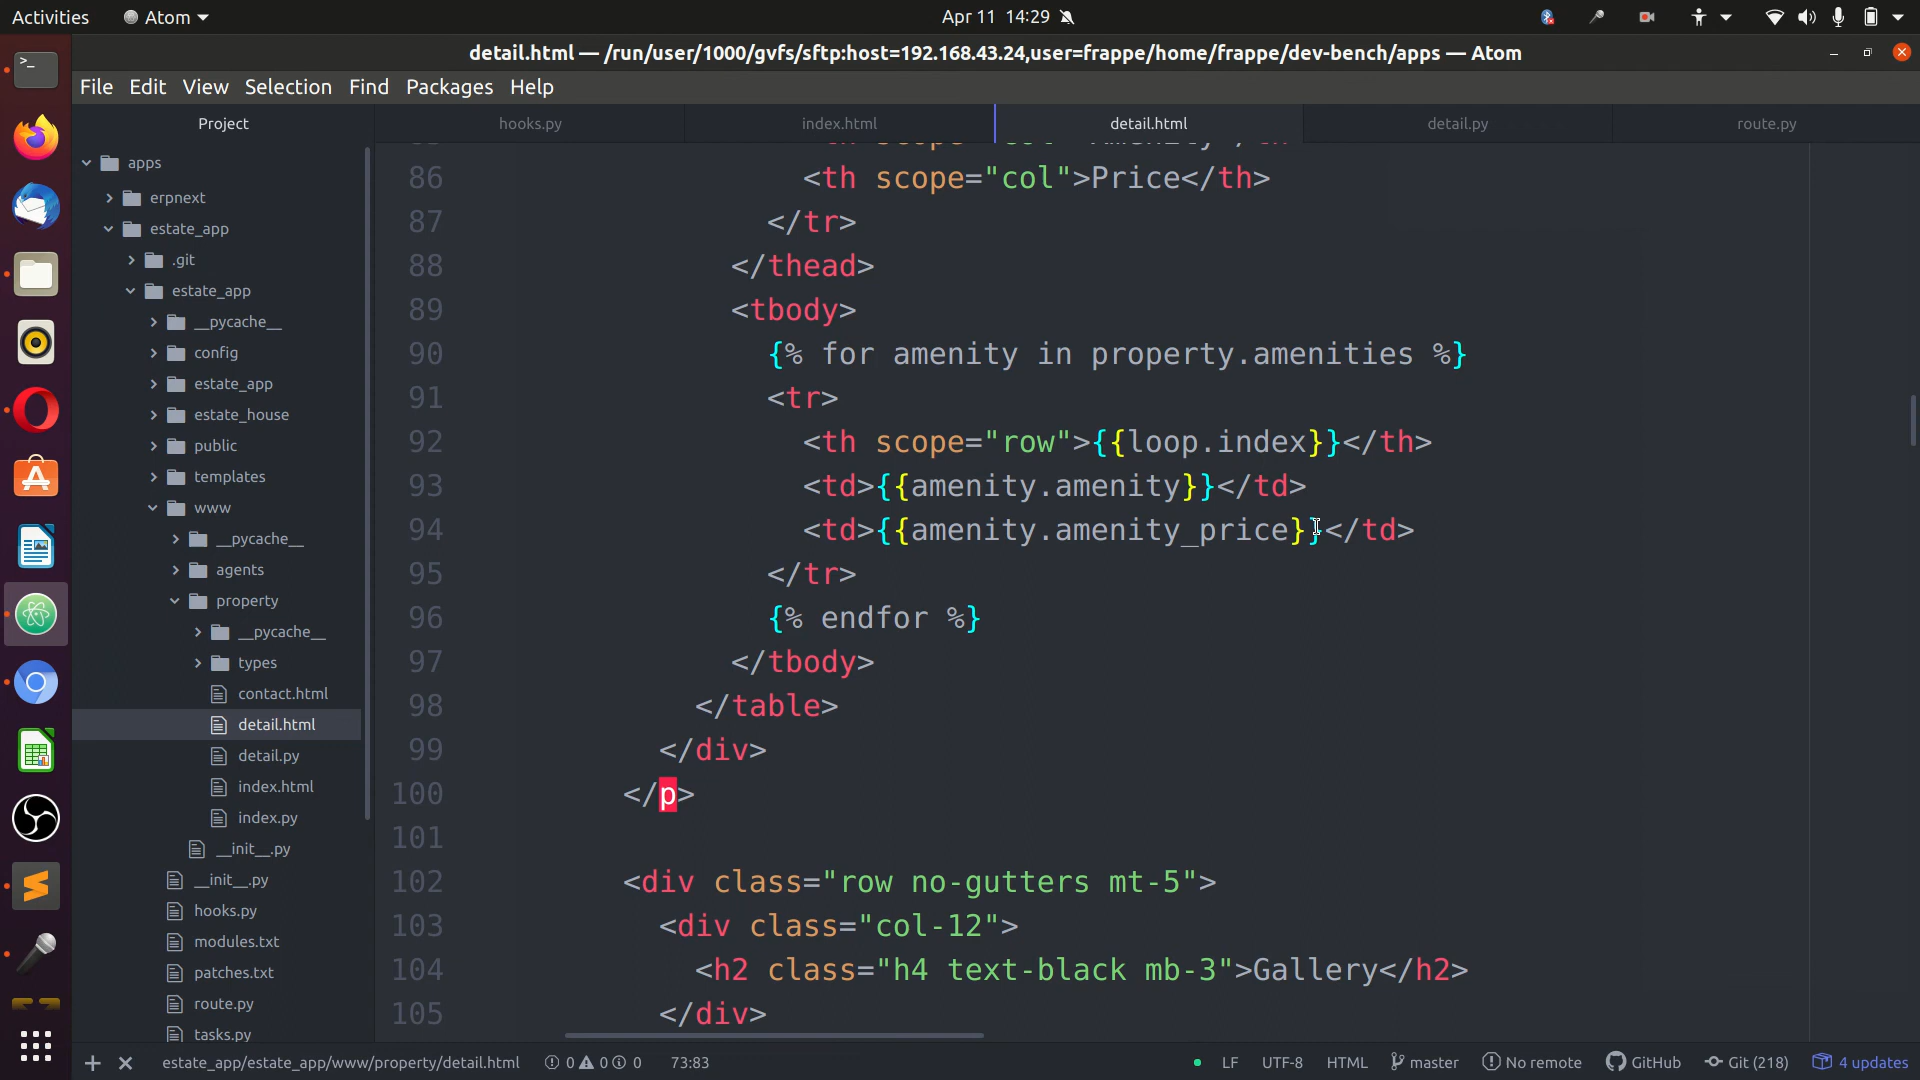 Activities
Atom
Apr 11 14:29
detail.html — /run/user/1000/gvfs/sftp:host=192.168.43.24,user=frappe/home/frappe/dev-bench/apps — Atom
File Edit View Selection Find Packages Help
Project
apps
erpnext
estate_app
.git
estate_app
__pycache__
config
estate_app
estate_house
public
templates
www
__pycache__
agents
property
__pycache__
types
contact.html
detail.html
detail.py
index.html
index.py
__init__.py
__init__.py
hooks.py
modules.txt
patches.txt
route.py
tasks.py
hooks.py
index.html
detail.html
detail.py
route.py
86 <th scope="col">Price</th>
87 </tr>
88 </thead>
89 <tbody>
90 {% for amenity in property.amenities %}
91 <tr>
92 <th scope="row">{{loop.index}}</th>
93 <td>{{amenity.amenity}}</td>
94 <td>{{amenity.amenity_price}}</td>
95 </tr>
96 {% endfor %}
97 </tbody>
98 </table>
99 </div>
100 </p>
101
102 <div class="row no-gutters mt-5">
103 <div class="col-12">
104 <h2 class="h4 text-black mb-3">Gallery</h2>
105 </div>
estate_app/estate_app/www/property/detail.html 0 0 0 73:83
LF UTF-8 HTML master No remote GitHub Git (218) 4 updates